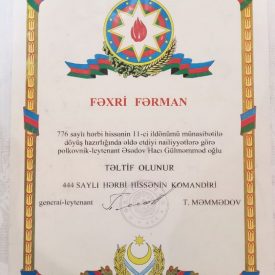 FƏXRİ FƏRMAN
776 saylı hərbi hissənin 11-ci ildönümü münasibətilə
döyüş hazırlığında əldə etdiyi nailiyyətlərə görə
polkovnik-leytenant Əsədov Hacı Gülməmməd oğlu
TƏLTİF OLUNUR
444 SAYLI HƏRBİ HİSSƏNİN KOMANDİRİ
general-leytenant T. MƏMMƏDOV